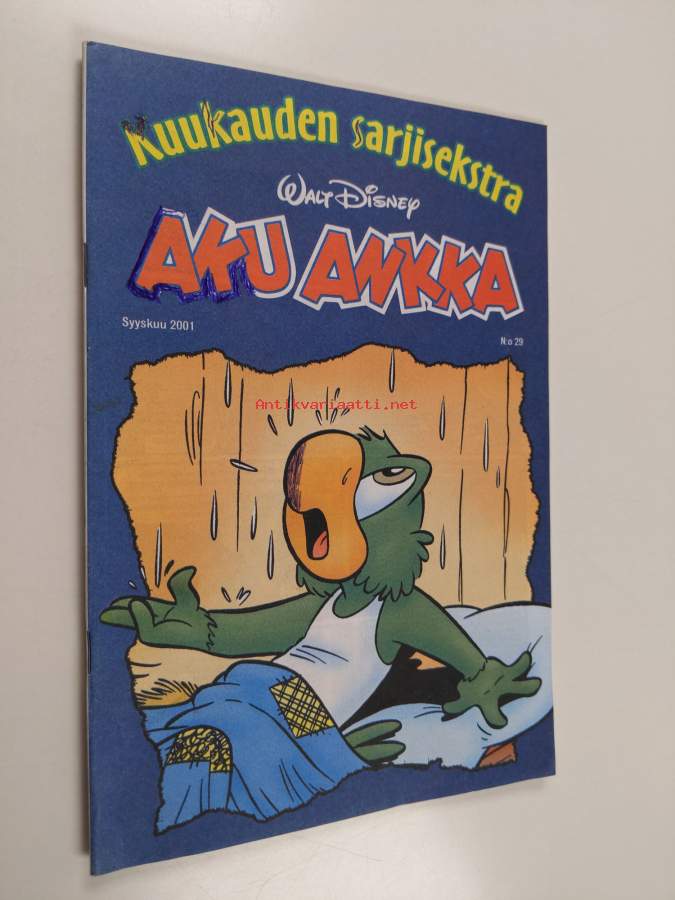 Kuukauden sarjisekstra
WALT DISNEY
AKU ANKKA
Syyskuu 2001
N:o 29
Antikvariaatti.net